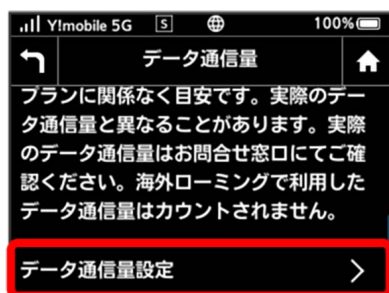 Y!mobile 5G S 100%
データ通信量
プランに関係なく目安です。実際のデー
タ通信量と異なることがあります。実際
のデータ通信量はお問合せ窓口にてご確
認ください。海外ローミングで利用した
データ通信量はカウントされません。
データ通信量設定